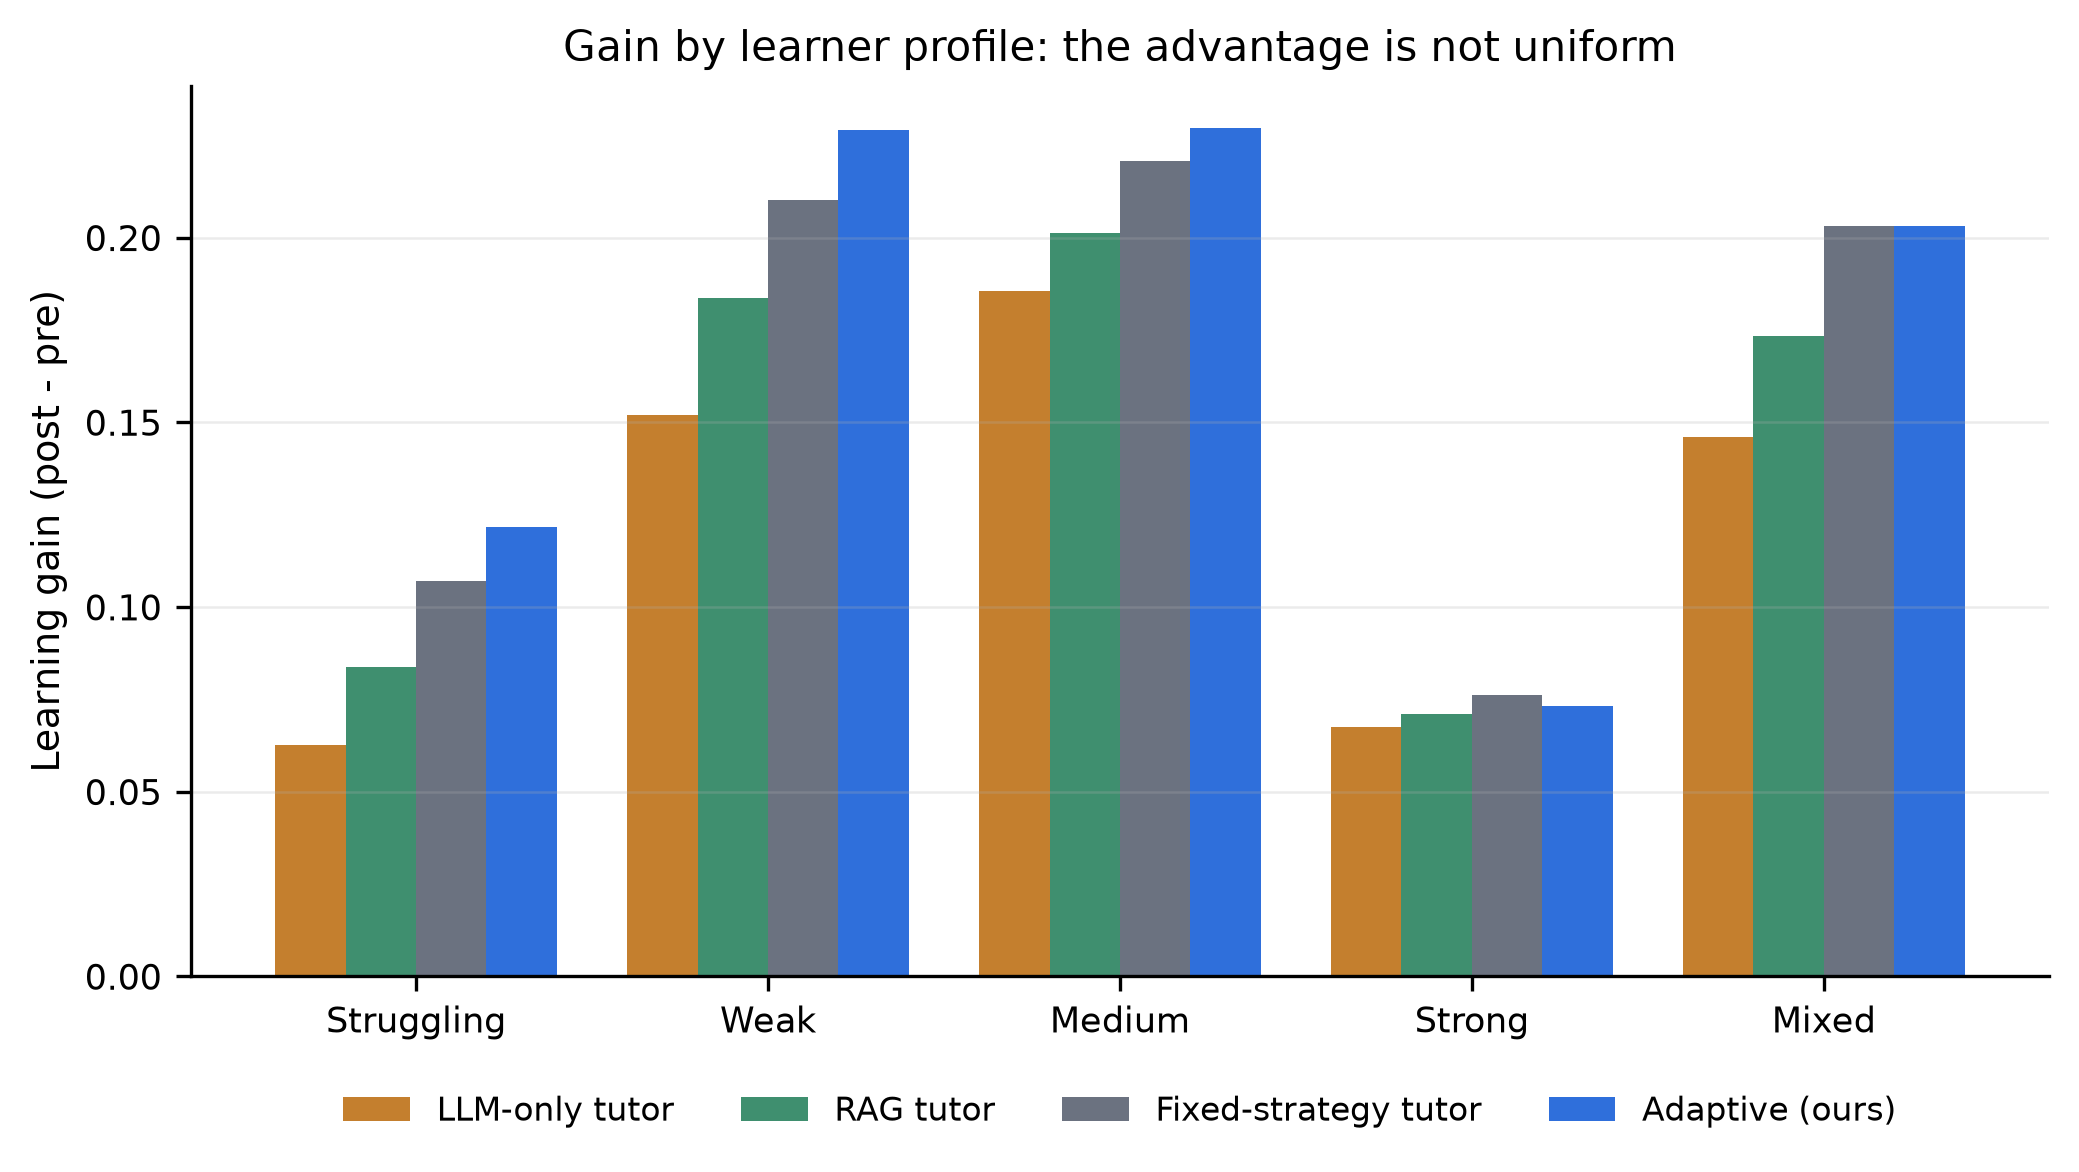 Gain by learner profile: the advantage is not uniform
Learning gain (post - pre)
0.20
0.15
0.10
0.05
0.00
Struggling Weak Medium Strong Mixed
LLM-only tutor RAG tutor Fixed-strategy tutor Adaptive (ours)